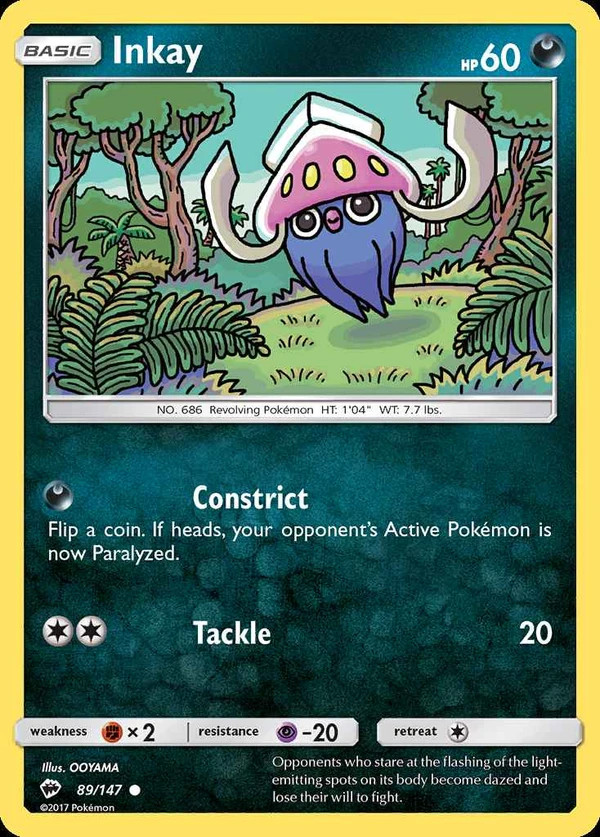 BASIC Inkay HP60
NO. 686 Revolving Pokémon HT: 1'04" WT: 7.7 lbs.
Constrict
Flip a coin. If heads, your opponent's Active Pokémon is
now Paralyzed.
Tackle 20
weakness ×2 resistance -20 retreat
Illus. OOYAMA
89/147
©2017 Pokémon
Opponents who stare at the flashing of the light-
emitting spots on its body become dazed and
lose their will to fight.